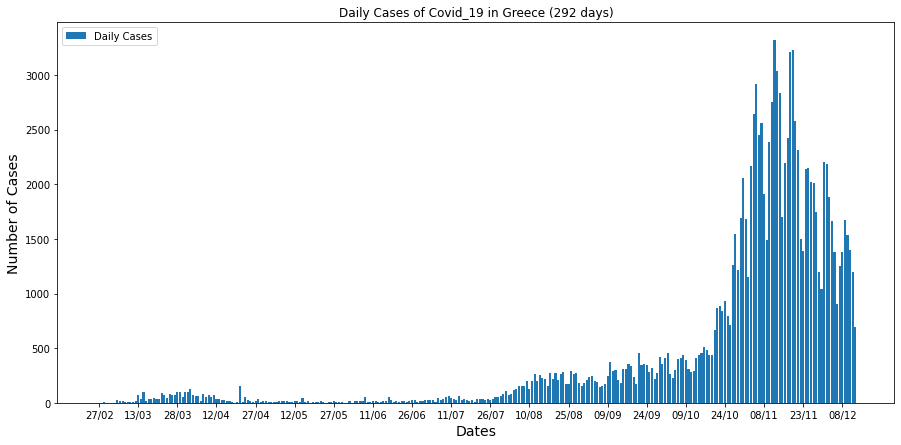 Daily Cases of Covid_19 in Greece (292 days)
Daily Cases
Number of Cases
3000
2500
2000
1500
1000
500
0
27/02 13/03 28/03 12/04 27/04 12/05 27/05 11/06 26/06 11/07 26/07 10/08 25/08 09/09 24/09 09/10 24/10 08/11 23/11 08/12
Dates